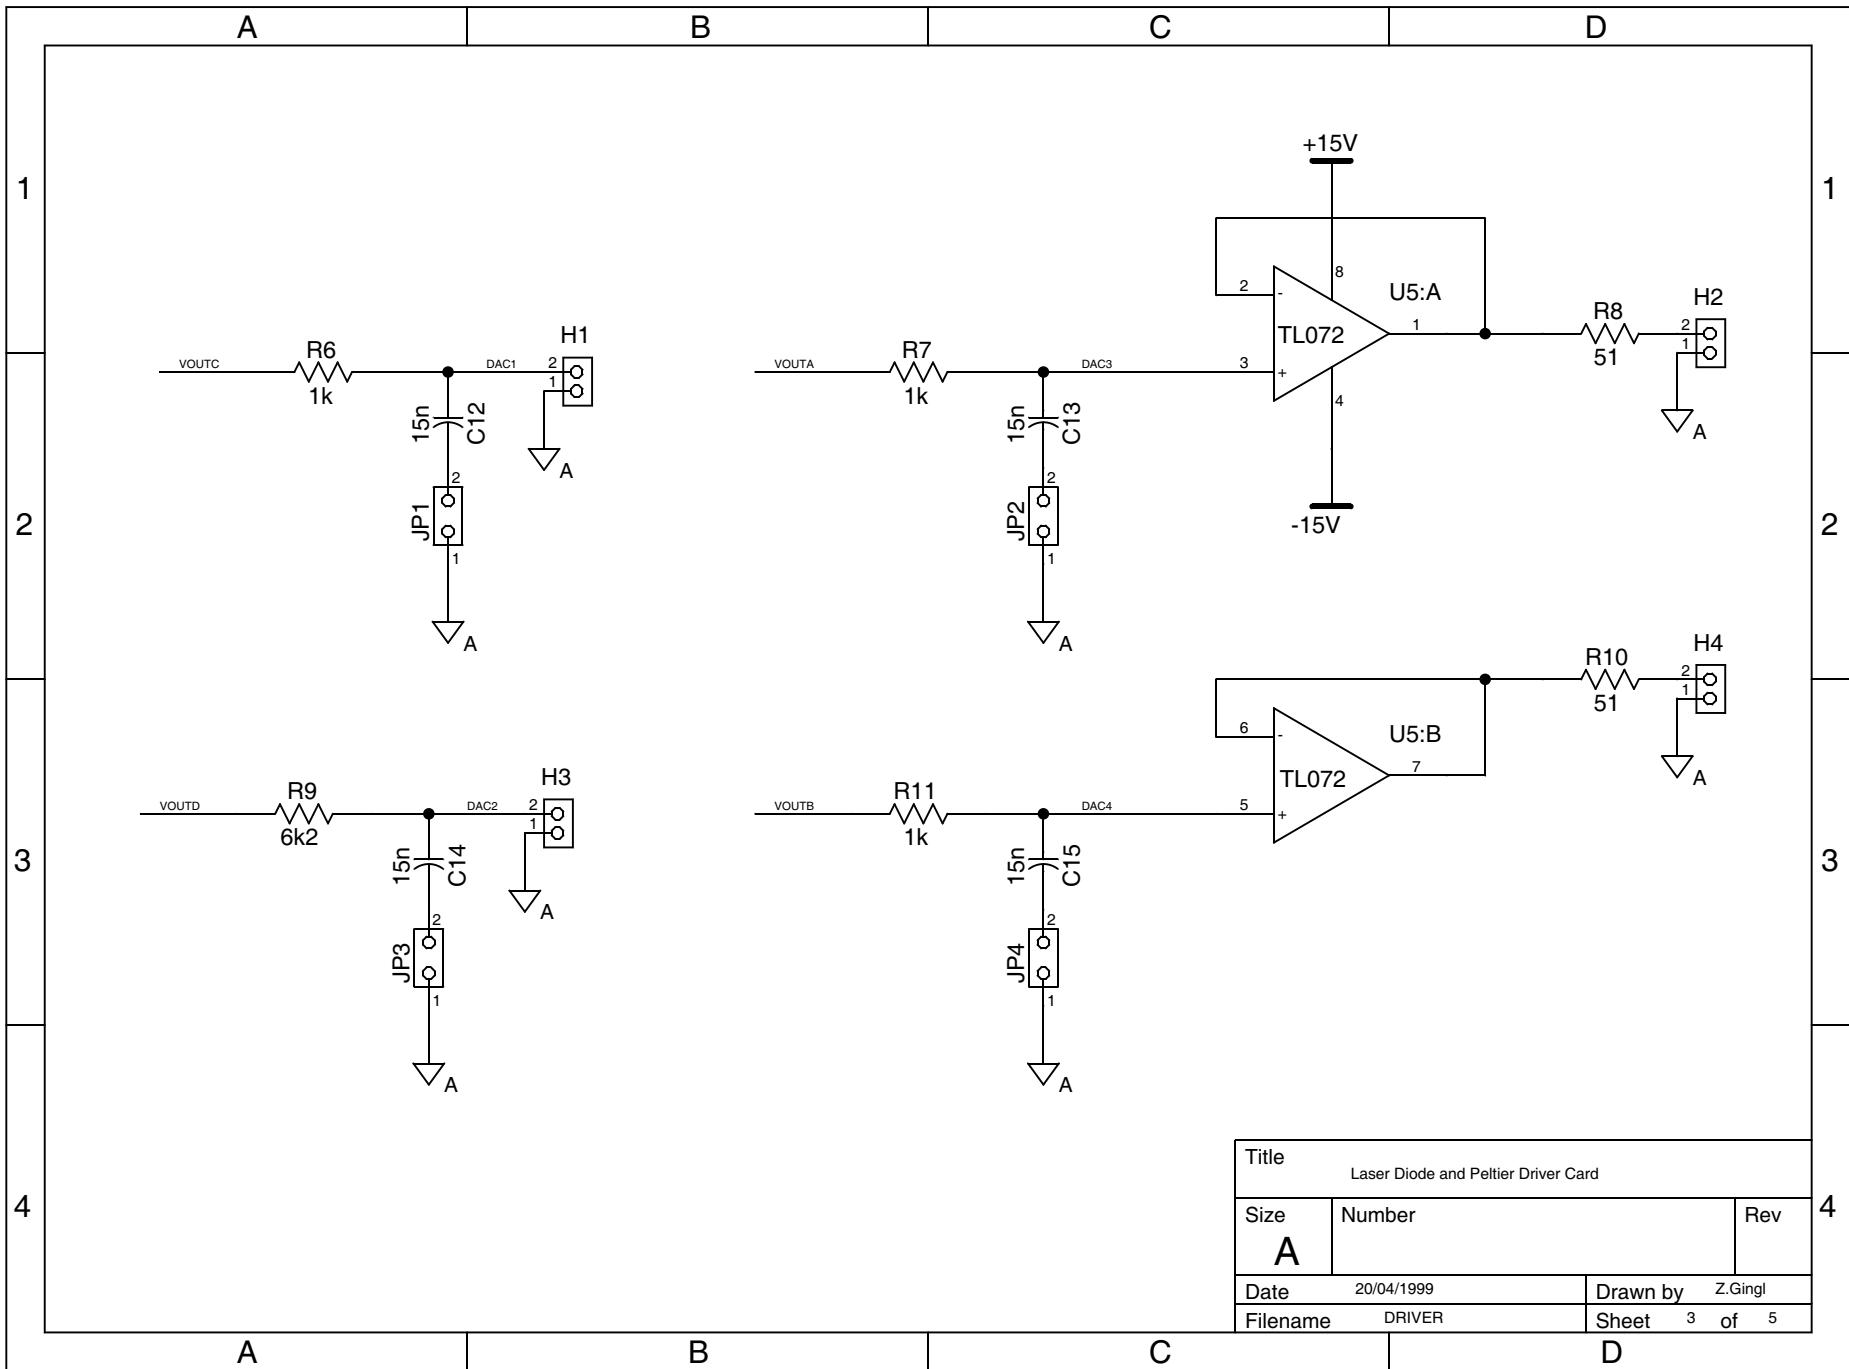 A B C D
1 1
+15V
8
2 - U5:A H2
R8 2
TL072 1 1
H1 51
R6 R7
VOUTC DAC1 2 VOUTA DAC3 3 +
1k 1 1k
4 A
15n C12 15n C13
A
2 2
JP1 JP2
2 -15V 2
1 1
A A
H4
R10 2
1
51
6 - U5:B
TL072 7 A
H3
R9 R11
VOUTD DAC2 2 VOUTB DAC4 5 +
6k2 1 1k
3 15n C14 15n C15 3
A
2 2
JP3 JP4
1 1
A A
Title
Laser Diode and Peltier Driver Card
4 Size Number Rev 4
A
Date 20/04/1999 Drawn by Z.Gingl
Filename DRIVER Sheet 3 of 5
A B C D